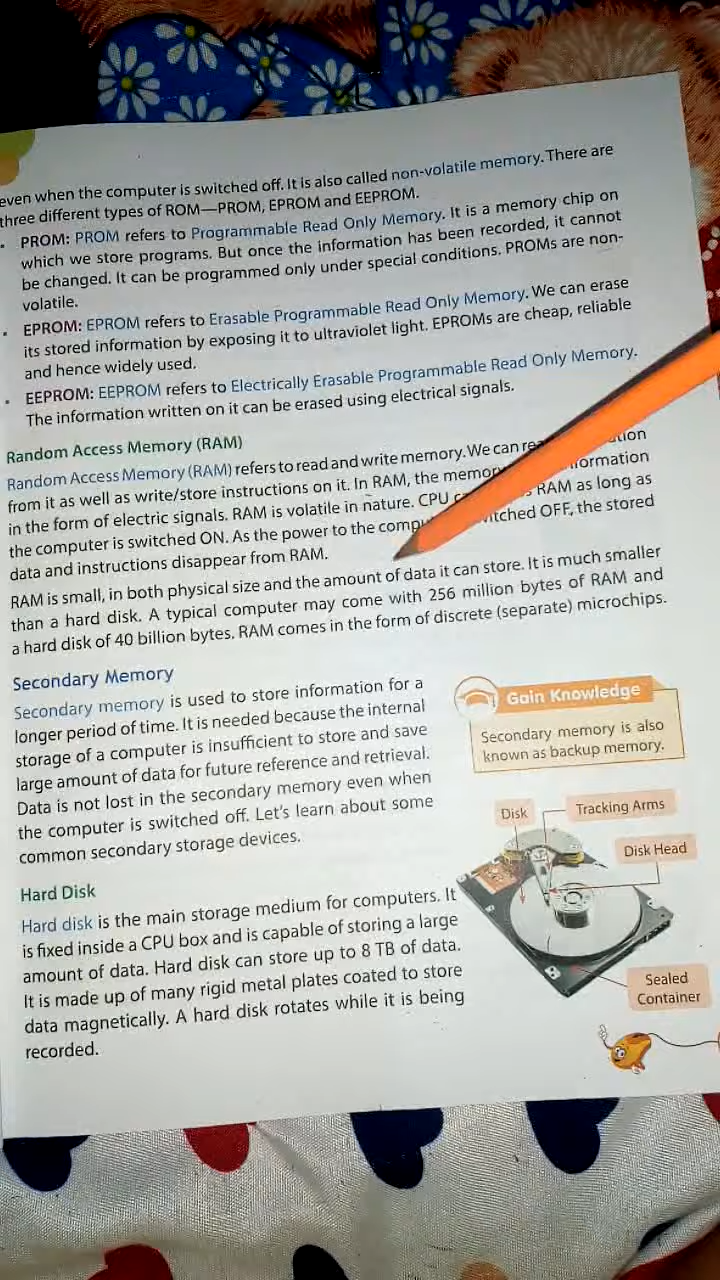 even when the computer is switched off. It is also called non-volatile memory. There are
three different types of ROM—PROM, EPROM and EEPROM.
• PROM: PROM refers to Programmable Read Only Memory. It is a memory chip on
which we store programs. But once the information has been recorded, it cannot
be changed. It can be programmed only under special conditions. PROMs are non-
volatile.
• EPROM: EPROM refers to Erasable Programmable Read Only Memory. We can erase
its stored information by exposing it to ultraviolet light. EPROMs are cheap, reliable
and hence widely used.
• EEPROM: EEPROM refers to Electrically Erasable Programmable Read Only Memory.
The information written on it can be erased using electrical signals.
Random Access Memory (RAM)
Random Access Memory (RAM) refers to read and write memory. We can
from it as well as write/store instructions on it. In RAM, the
in the form of electric signals. RAM is volatile in nature. CPU RAM as long as
the computer is switched ON. As the power to the OFF, the stored
data and instructions disappear from RAM.
RAM is small, in both physical size and the amount of data it can store. It is much smaller
than a hard disk. A typical computer may come with 256 million bytes of RAM and
a hard disk of 40 billion bytes. RAM comes in the form of discrete (separate) microchips.
Secondary Memory
Secondary memory is used to store information for a
longer period of time. It is needed because the internal
storage of a computer is insufficient to store and save
large amount of data for future reference and retrieval.
Data is not lost in the secondary memory even when
the computer is switched off. Let's learn about some
common secondary storage devices.
Gain Knowledge
Secondary memory is also
known as backup memory.
Hard Disk
Hard disk is the main storage medium for computers. It
is fixed inside a CPU box and is capable of storing a large
amount of data. Hard disk can store up to 8 TB of data.
It is made up of many rigid metal plates coated to store
data magnetically. A hard disk rotates while it is being
recorded.
Disk
Tracking Arms
Disk Head
Sealed
Container